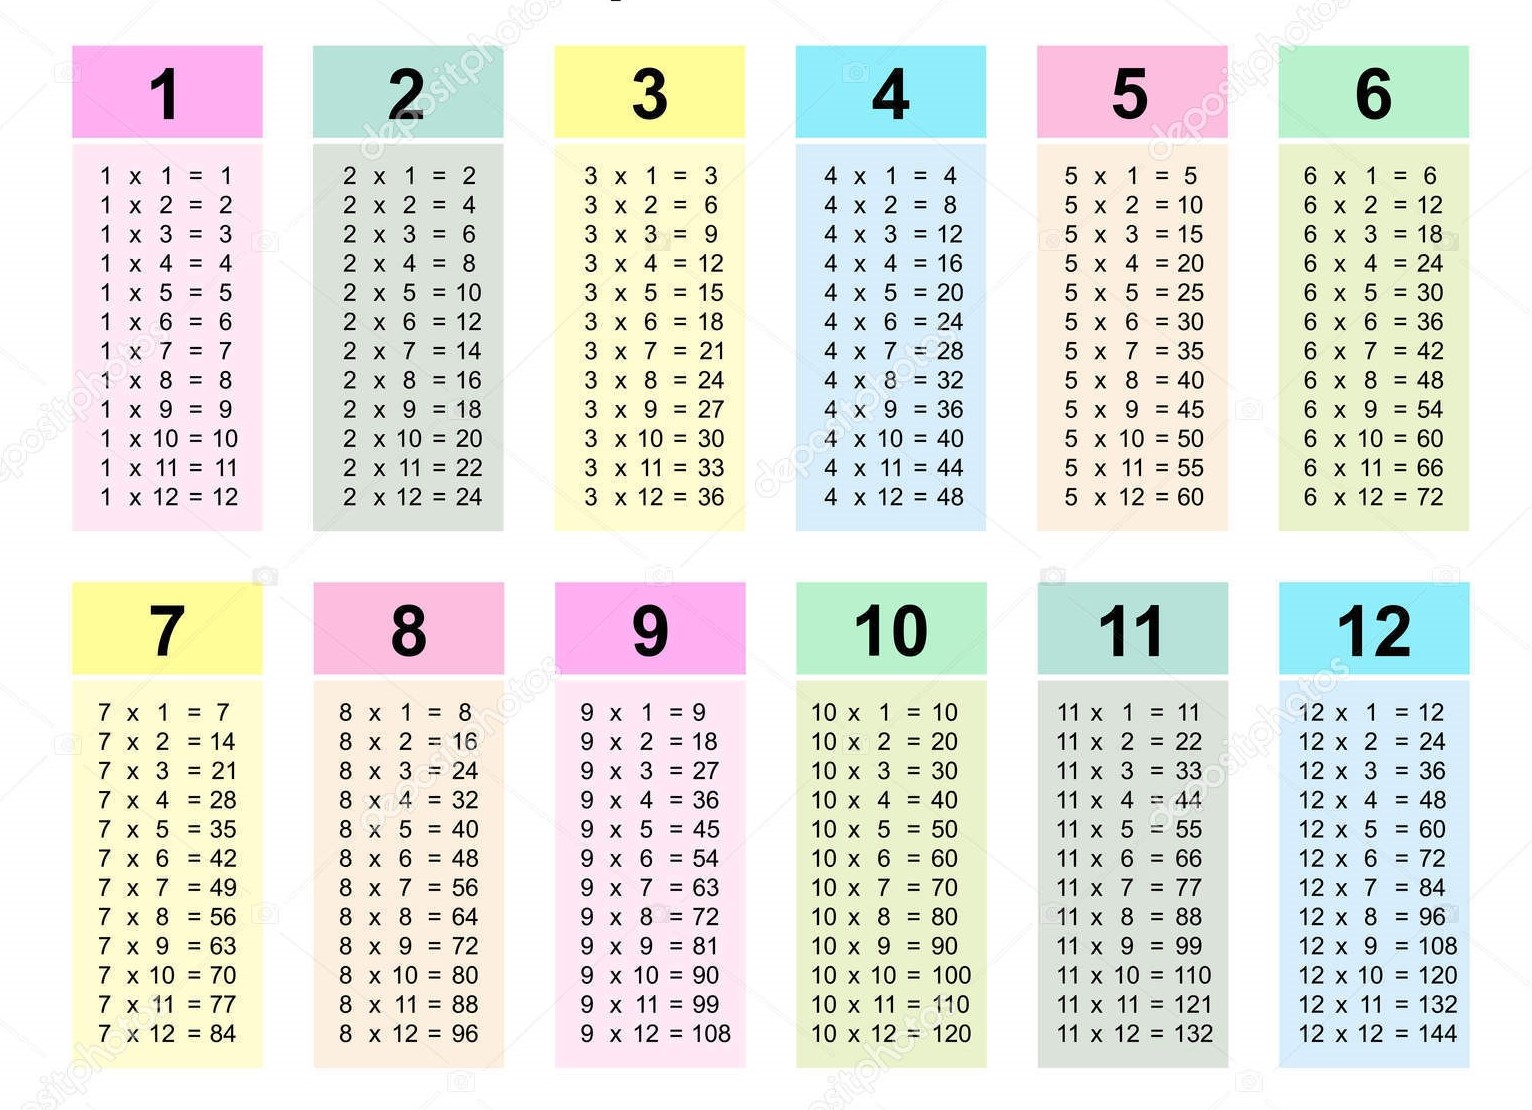 1
1 x 1 = 1
1 x 2 = 2
1 x 3 = 3
1 x 4 = 4
1 x 5 = 5
1 x 6 = 6
1 x 7 = 7
1 x 8 = 8
1 x 9 = 9
1 x 10 = 10
1 x 11 = 11
1 x 12 = 12
2
2 x 1 = 2
2 x 2 = 4
2 x 3 = 6
2 x 4 = 8
2 x 5 = 10
2 x 6 = 12
2 x 7 = 14
2 x 8 = 16
2 x 9 = 18
2 x 10 = 20
2 x 11 = 22
2 x 12 = 24
3
3 x 1 = 3
3 x 2 = 6
3 x 3 = 9
3 x 4 = 12
3 x 5 = 15
3 x 6 = 18
3 x 7 = 21
3 x 8 = 24
3 x 9 = 27
3 x 10 = 30
3 x 11 = 33
3 x 12 = 36
4
4 x 1 = 4
4 x 2 = 8
4 x 3 = 12
4 x 4 = 16
4 x 5 = 20
4 x 6 = 24
4 x 7 = 28
4 x 8 = 32
4 x 9 = 36
4 x 10 = 40
4 x 11 = 44
4 x 12 = 48
5
5 x 1 = 5
5 x 2 = 10
5 x 3 = 15
5 x 4 = 20
5 x 5 = 25
5 x 6 = 30
5 x 7 = 35
5 x 8 = 40
5 x 9 = 45
5 x 10 = 50
5 x 11 = 55
5 x 12 = 60
6
6 x 1 = 6
6 x 2 = 12
6 x 3 = 18
6 x 4 = 24
6 x 5 = 30
6 x 6 = 36
6 x 7 = 42
6 x 8 = 48
6 x 9 = 54
6 x 10 = 60
6 x 11 = 66
6 x 12 = 72
7
7 x 1 = 7
7 x 2 = 14
7 x 3 = 21
7 x 4 = 28
7 x 5 = 35
7 x 6 = 42
7 x 7 = 49
7 x 8 = 56
7 x 9 = 63
7 x 10 = 70
7 x 11 = 77
7 x 12 = 84
8
8 x 1 = 8
8 x 2 = 16
8 x 3 = 24
8 x 4 = 32
8 x 5 = 40
8 x 6 = 48
8 x 7 = 56
8 x 8 = 64
8 x 9 = 72
8 x 10 = 80
8 x 11 = 88
8 x 12 = 96
9
9 x 1 = 9
9 x 2 = 18
9 x 3 = 27
9 x 4 = 36
9 x 5 = 45
9 x 6 = 54
9 x 7 = 63
9 x 8 = 72
9 x 9 = 81
9 x 10 = 90
9 x 11 = 99
9 x 12 = 108
10
10 x 1 = 10
10 x 2 = 20
10 x 3 = 30
10 x 4 = 40
10 x 5 = 50
10 x 6 = 60
10 x 7 = 70
10 x 8 = 80
10 x 9 = 90
10 x 10 = 100
10 x 11 = 110
10 x 12 = 120
11
11 x 1 = 11
11 x 2 = 22
11 x 3 = 33
11 x 4 = 44
11 x 5 = 55
11 x 6 = 66
11 x 7 = 77
11 x 8 = 88
11 x 9 = 99
11 x 10 = 110
11 x 11 = 121
11 x 12 = 132
12
12 x 1 = 12
12 x 2 = 24
12 x 3 = 36
12 x 4 = 48
12 x 5 = 60
12 x 6 = 72
12 x 7 = 84
12 x 8 = 96
12 x 9 = 108
12 x 10 = 120
12 x 11 = 132
12 x 12 = 144
depositphotos
depositphotos
depositphotos
depositphotos
depositphotos
depositphotos